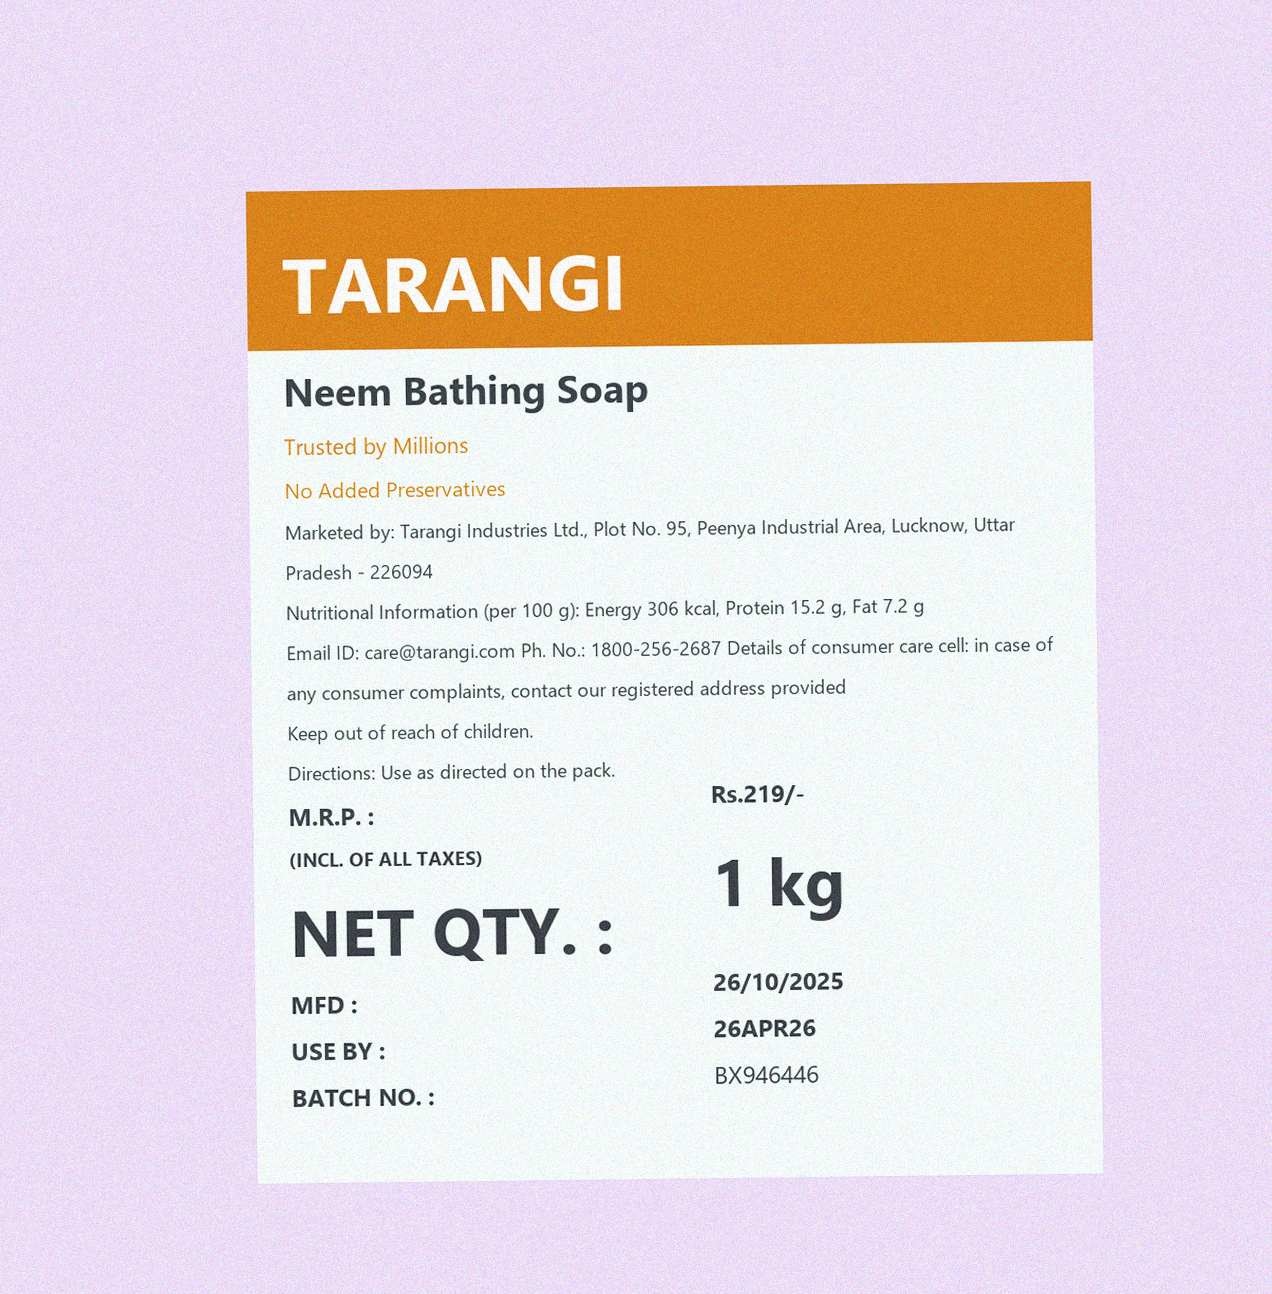 TARANGI
Neem Bathing Soap
Trusted by Millions
No Added Preservatives
Marketed by: Tarangi Industries Ltd., Plot No. 95, Peenya Industrial Area, Lucknow, Uttar
Pradesh - 226094
Nutritional Information (per 100 g): Energy 306 kcal, Protein 15.2 g, Fat 7.2 g
Email ID: care@tarangi.com Ph. No.: 1800-256-2687 Details of consumer care cell: in case of
any consumer complaints, contact our registered address provided
Keep out of reach of children.
Directions: Use as directed on the pack.
M.R.P. : Rs.219/-
(INCL. OF ALL TAXES)
NET QTY. : 1 kg
MFD : 26/10/2025
USE BY : 26APR26
BATCH NO. : BX946446